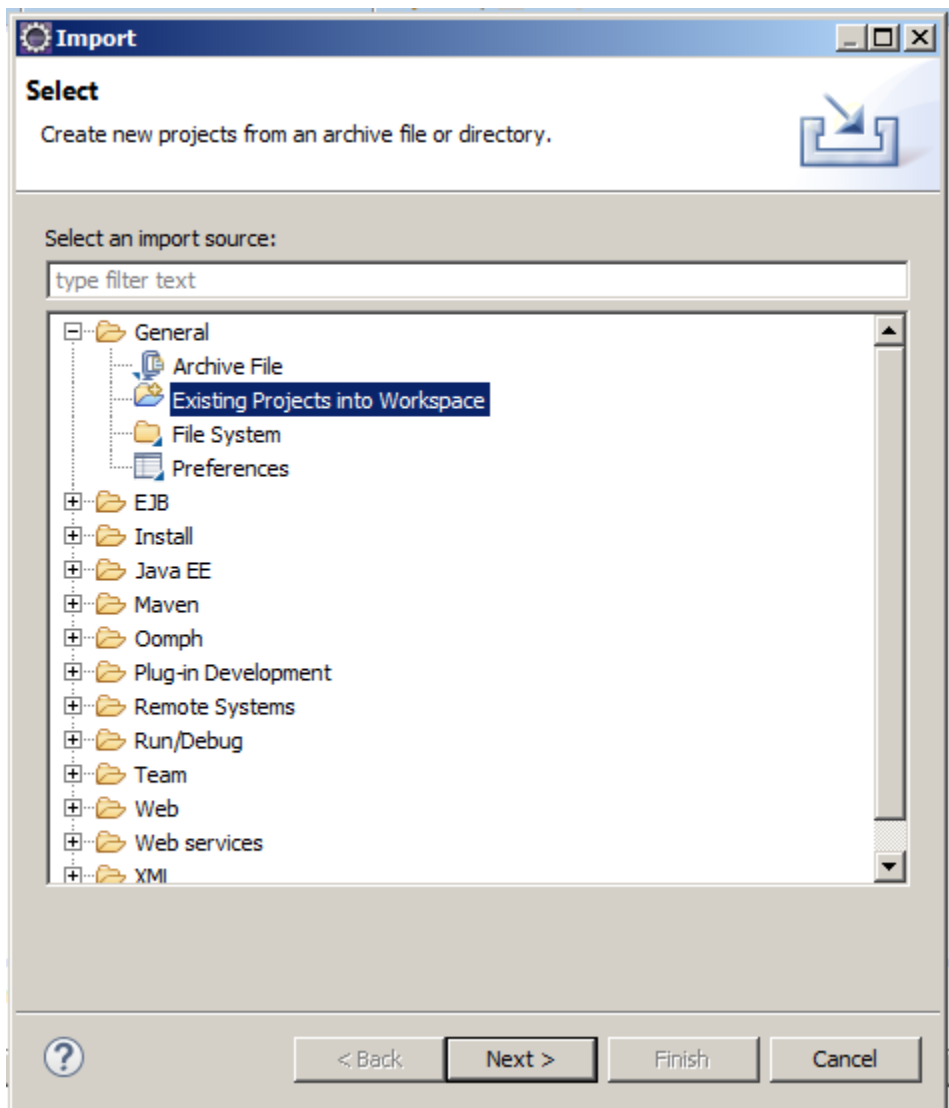 Import
Select
Create new projects from an archive file or directory.
Select an import source:
type filter text
General
Archive File
Existing Projects into Workspace
File System
Preferences
EJB
Install
Java EE
Maven
Oomph
Plug-in Development
Remote Systems
Run/Debug
Team
Web
Web services
XML
? < Back Next > Finish Cancel